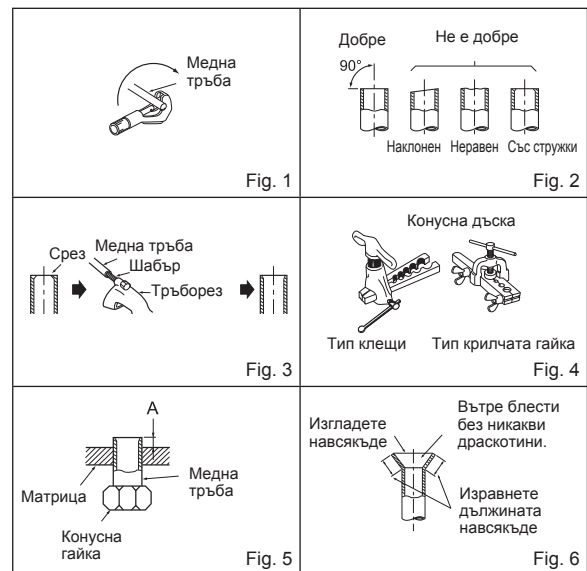 Медна
тръба
Fig. 1
Добре
Не е добре
90°
Наклонен
Неравен
Със стружки
Fig. 2
Срез
Медна тръба
Шабър
Тръборез
Fig. 3
Конусна дъска
Тип клещи
Тип крилчата гайка
Fig. 4
A
Матрица
Медна
тръба
Конусна
гайка
Fig. 5
Изгладете
навсякъде
Вътре блести
без никакви
драскотини.
Изравнете
дължината
навсякъде
Fig. 6